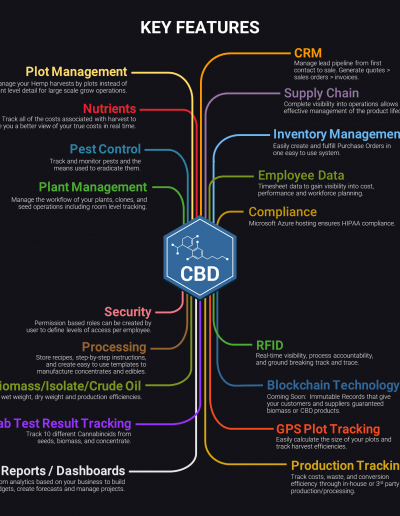 KEY FEATURES
Plot Management
anage your Hemp harvests by plots instead of
nt level detail for large scale grow operations.
Nutrients
Track all of the costs associated with harvest to
e you a better view of your true costs in real time.
Pest Control
Track and monitor pests and the
means used to eradicate them.
Plant Management
Manage the workflow of your plants, clones, and
seed operations including room level tracking.
CRM
Manage lead pipeline from first
contact to sale. Generate quotes >
sales orders > invoices.
Supply Chain
Complete visibility into operations allows
effective management of the product lifec
Inventory Managemen
Easily create and fulfill Purchase Orders in
one easy to use system.
Employee Data
Timesheet data to gain visibility into cost,
performance and workforce planning.
Compliance
Microsoft Azure hosting ensures HIPAA compliance.
CBD
Security
Permission based roles can be created by
user to define levels of access per employee.
Processing
Store recipes, step-by-step instructions,
and create easy to use templates to
manufacture concentrates and edibles.
iomass/Isolate/Crude Oil
wet weight, dry weight and production efficiencies.
ab Test Result Tracking
Track 10 different Cannabinoids from
seeds, biomass, and concentrate.
Reports / Dashboards
om analytics based on your business to build
dgets, create forecasts and manage projects.
RFID
Real-time visibility, process accountability,
and ground breaking track and trace.
Blockchain Technology
Coming Soon: Immutable Records that give
your customers and suppliers guaranteed
biomass or CBD products.
GPS Plot Tracking
Easily calculate the size of your plots and
track harvest efficiencies.
Production Trackin
Track costs, waste, and conversion
efficiency through in-house or 3rd party
production/processing.